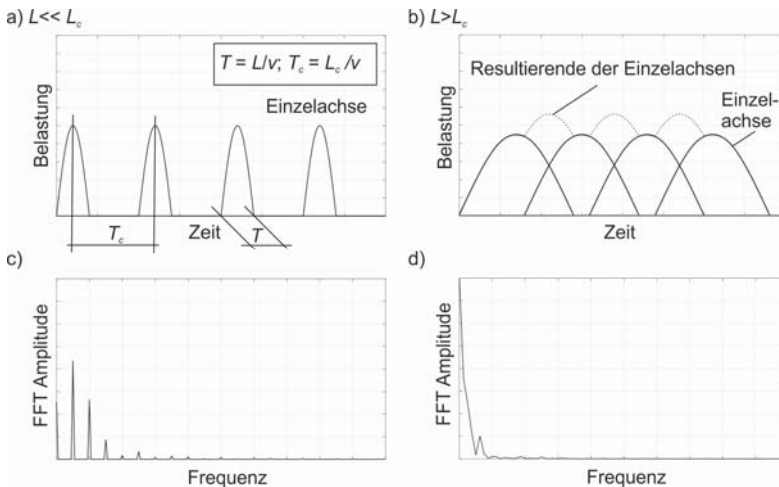 a) L<< Lc
T = L/v; Tc = Lc /v
Einzelachse
Belastung
Tc
Zeit
T
b) L>Lc
Resultierende der Einzelachsen
Einzel-
achse
Belastung
Zeit
c)
FFT Amplitude
Frequenz
d)
FFT Amplitude
Frequenz